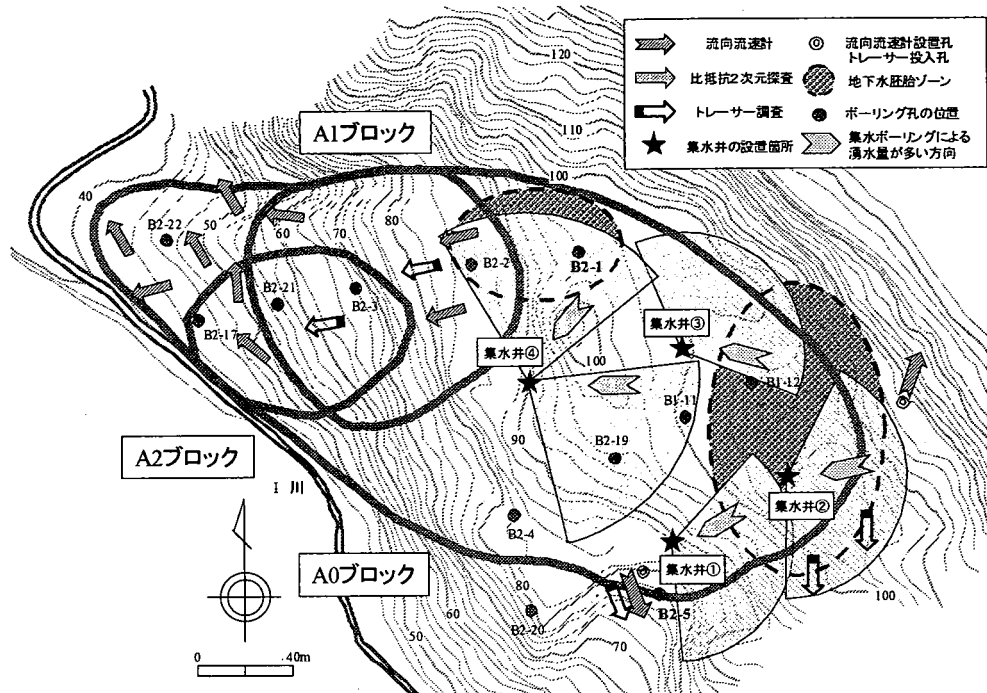 流向流速計
流向流速計設置孔
トレーサー投入孔
比抵抗2次元探査
地下水胚胎ゾーン
トレーサー調査
ボーリング孔の位置
集水井の設置箇所
集水ボーリングによる
湧水量が多い方向
120
110
A1ブロック
100
40
B2-22
50
60
70
80
B2-2
B2-1
B2-21
B2-3
B2-17
集水井③
集水井④
100
B1-12
B1-11
90
B2-19
A2ブロック
I 川
集水井②
B2-4
集水井①
A0ブロック
80
B2-5
100
B2-20
60
50
70
0
40m